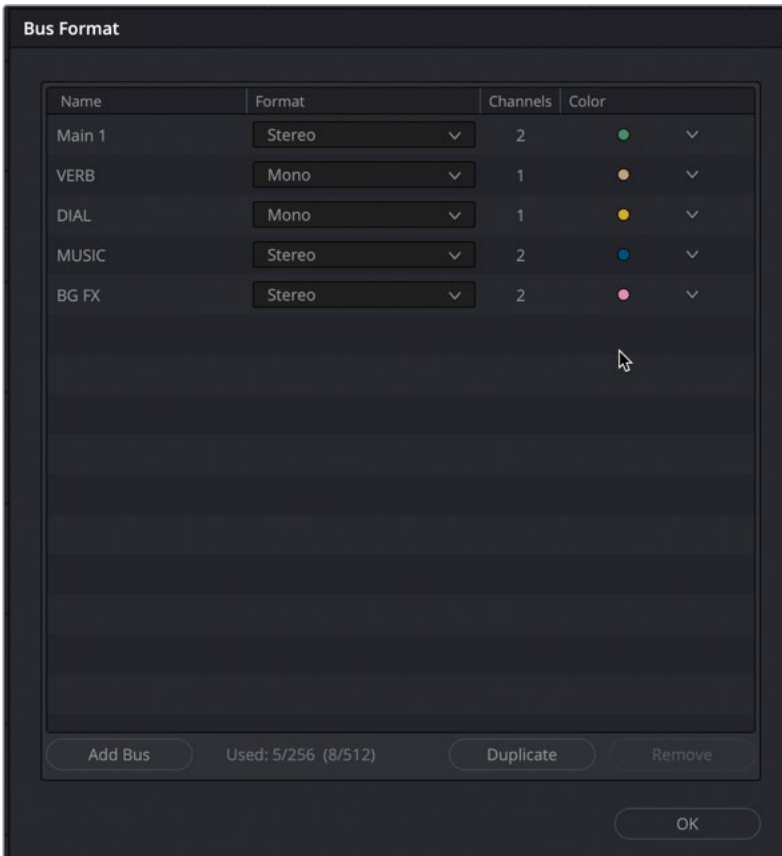 Bus Format
Name Format Channels Color
Main 1 Stereo 2
VERB Mono 1
DIAL Mono 1
MUSIC Stereo 2
BG FX Stereo 2
Add Bus Used: 5/256 (8/512) Duplicate Remove
OK